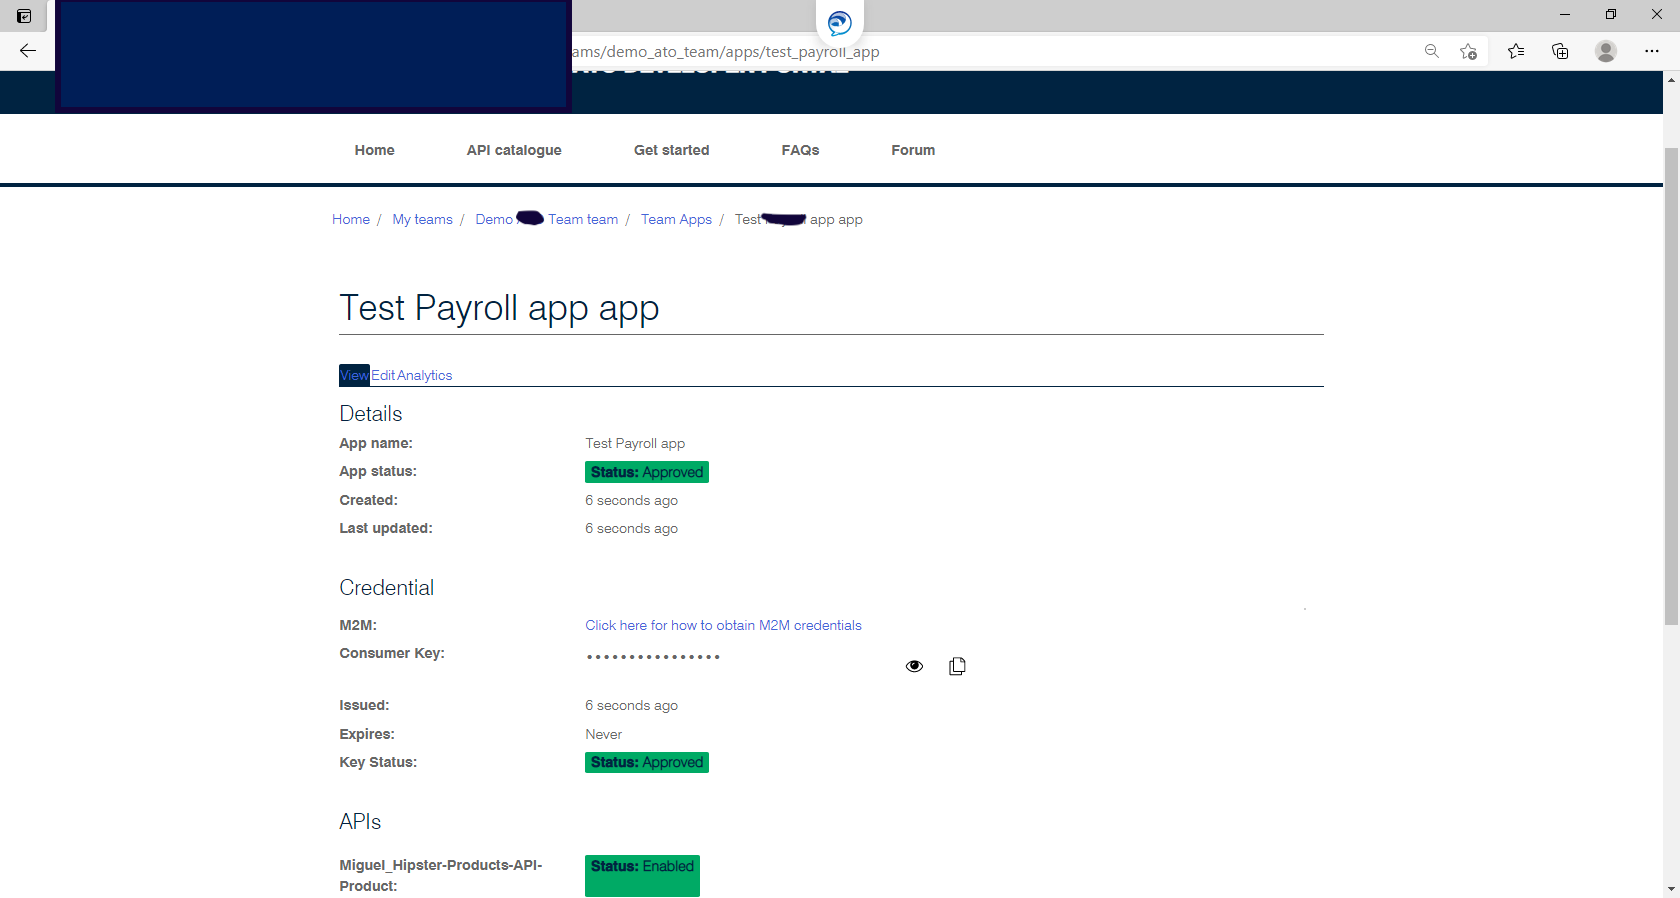 ams/demo_ato_team/apps/test_payroll_app
Home API catalogue Get started FAQs Forum
Home / My teams / Demo Team team / Team Apps / Test app app
Test Payroll app app
View Edit Analytics
Details
App name: Test Payroll app
App status: Status: Approved
Created: 6 seconds ago
Last updated: 6 seconds ago
Credential
M2M: Click here for how to obtain M2M credentials
Consumer Key: ••••••••••••••••
Issued: 6 seconds ago
Expires: Never
Key Status: Status: Approved
APIs
Miguel_Hipster-Products-API- Status: Enabled
Product: